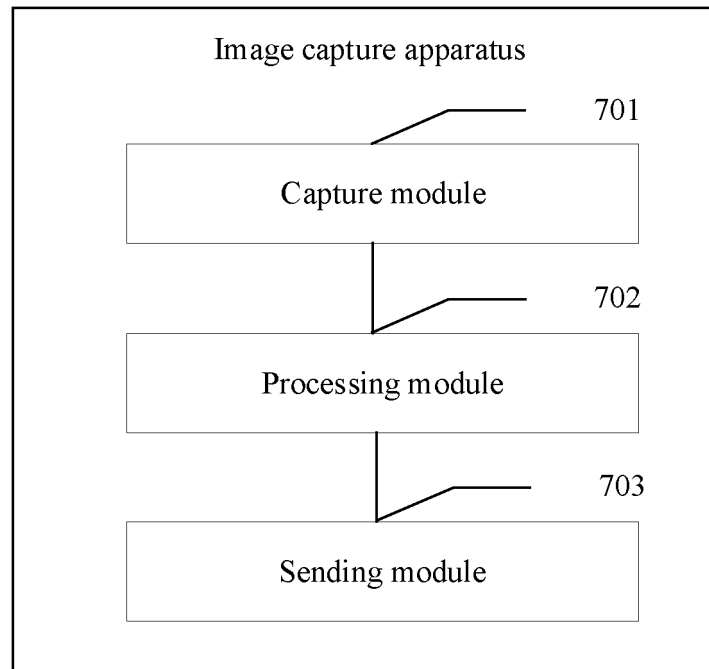 Image capture apparatus
701
Capture module
702
Processing module
703
Sending module